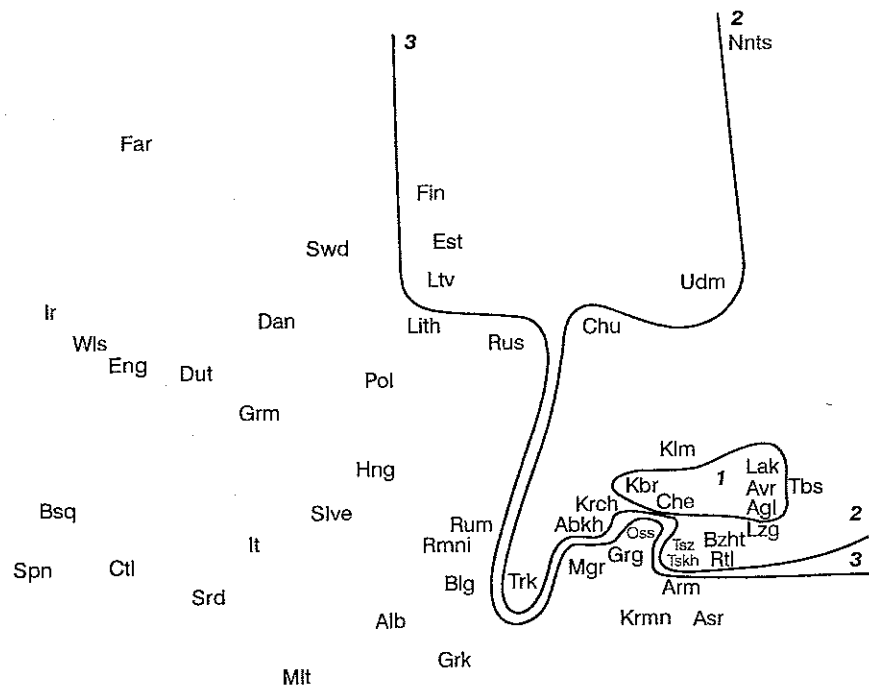 3
2
Nnts
Far
Fin
Swd
Est
Ltv
Udm
Ir
Dan
Lith
Chu
Wls
Rus
Eng
Dut
Pol
Grm
Klm
Hng
1
Lak
Kbr
Avr
Tbs
Bsq
Slve
Krch
Che
Agl
2
Rum
Abkh
Oss
Lzg
It
Rmni
Tsz
Bzht
Spn
Ctl
Blg
Trk
Mgr
Grg
Tskh
Rtl
3
Srd
Arm
Alb
Krmn
Asr
Grk
Mlt